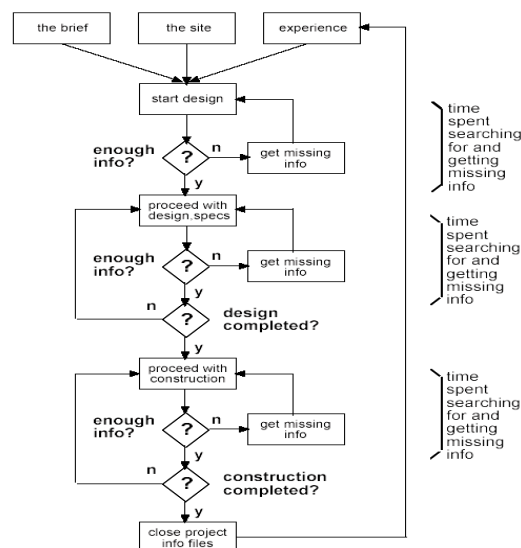 the brief
the site
experience
start design
enough
info?
?
n
get missing
info
y
time
spent
searching
for and
getting
missing
info
proceed with
design.specs
enough
info?
?
n
get missing
info
y
time
spent
searching
for and
getting
missing
info
n
?
design
completed?
y
proceed with
construction
enough
info?
?
n
get missing
info
y
time
spent
searching
for and
getting
missing
info
n
?
construction
completed?
y
close project
info files